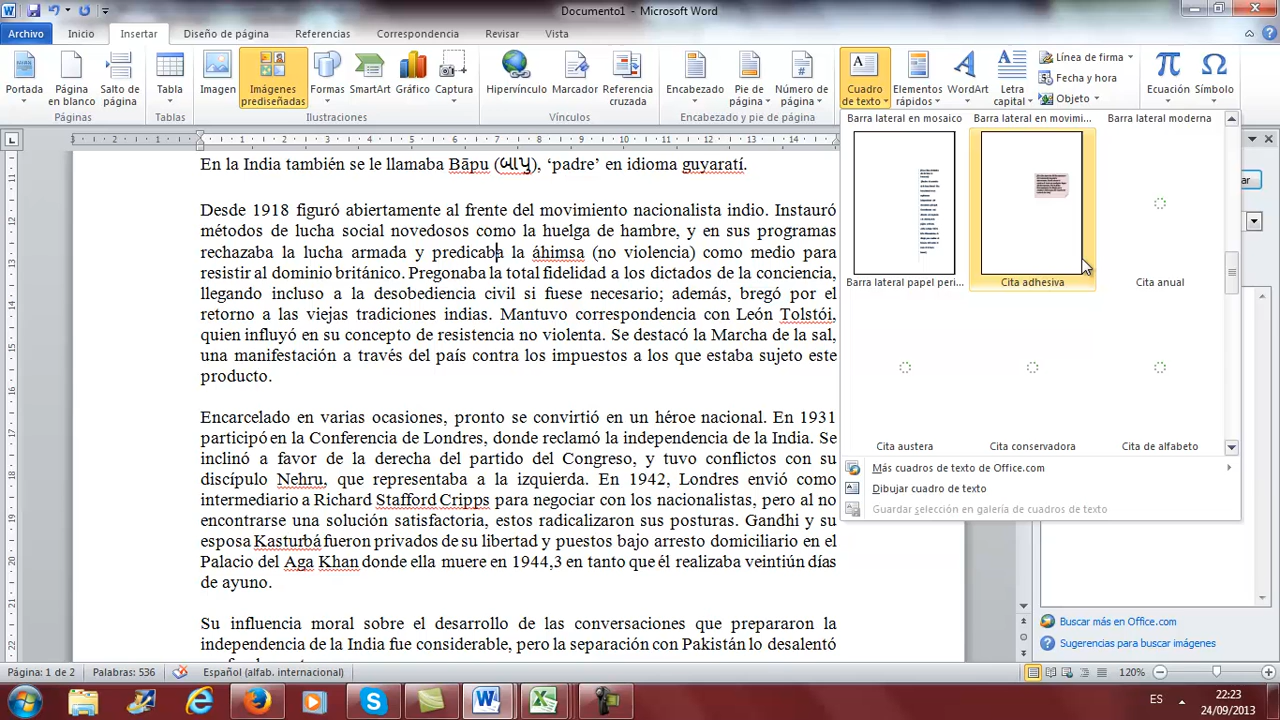 Documento1 - Microsoft Word
Archivo Inicio Insertar Diseño de página Referencias Correspondencia Revisar Vista
Portada Página en blanco Salto de página Tabla Imagen Imágenes prediseñadas Formas SmartArt Gráfico Captura Hipervínculo Marcador Referencia cruzada Encabezado Pie de página Número de página Cuadro de texto Elementos rápidos WordArt Letra capital Línea de firma Fecha y hora Objeto Ecuación Símbolo
Páginas Tablas Ilustraciones Vínculos Encabezado y pie de página
Barra lateral en mosaico Barra lateral en movimi... Barra lateral moderna
Barra lateral papel peri... Cita adhesiva Cita anual
Cita austera Cita conservadora Cita de alfabeto
Más cuadros de texto de Office.com
Dibujar cuadro de texto
Guardar selección en galería de cuadros de texto
En la India también se le llamaba Bāpu (બાપુ), ‘padre’ en idioma guyaratí.
Desde 1918 figuró abiertamente al frente del movimiento nacionalista indio. Instauró
métodos de lucha social novedosos como la huelga de hambre, y en sus programas
rechazaba la lucha armada y predicaba la áhimsa (no violencia) como medio para
resistir al dominio británico. Pregonaba la total fidelidad a los dictados de la conciencia,
llegando incluso a la desobediencia civil si fuese necesario; además, bregó por el
retorno a las viejas tradiciones indias. Mantuvo correspondencia con León Tolstói,
quien influyó en su concepto de resistencia no violenta. Se destacó la Marcha de la sal,
una manifestación a través del país contra los impuestos a los que estaba sujeto este
producto.
Encarcelado en varias ocasiones, pronto se convirtió en un héroe nacional. En 1931
participó en la Conferencia de Londres, donde reclamó la independencia de la India. Se
inclinó a favor de la derecha del partido del Congreso, y tuvo conflictos con su
discípulo Nehru, que representaba a la izquierda. En 1942, Londres envió como
intermediario a Richard Stafford Cripps para negociar con los nacionalistas, pero al no
encontrarse una solución satisfactoria, estos radicalizaron sus posturas. Gandhi y su
esposa Kasturbá fueron privados de su libertad y puestos bajo arresto domiciliario en el
Palacio del Aga Khan donde ella muere en 1944,3 en tanto que él realizaba veintiún días
de ayuno.
Su influencia moral sobre el desarrollo de las conversaciones que prepararon la
independencia de la India fue considerable, pero la separación con Pakistán lo desalentó
Buscar más en Office.com
Sugerencias para buscar imágenes
Página: 1 de 2 Palabras: 536 Español (alfab. internacional) 120%
ES 22:23
24/09/2013